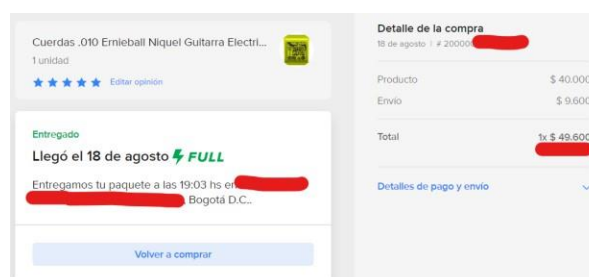 Cuerdas .010 Ernieball Niquel Guitarra Electri...
1 unidad
Editar opinión
Entregado
Llegó el 18 de agosto FULL
Entregamos tu paquete a las 19:03 hs en
Bogotá D.C..
Volver a comprar
Detalle de la compra
18 de agosto | # 200000
Producto $ 40.000
Envío $ 9.600
Total 1x $ 49.600
Detalles de pago y envío